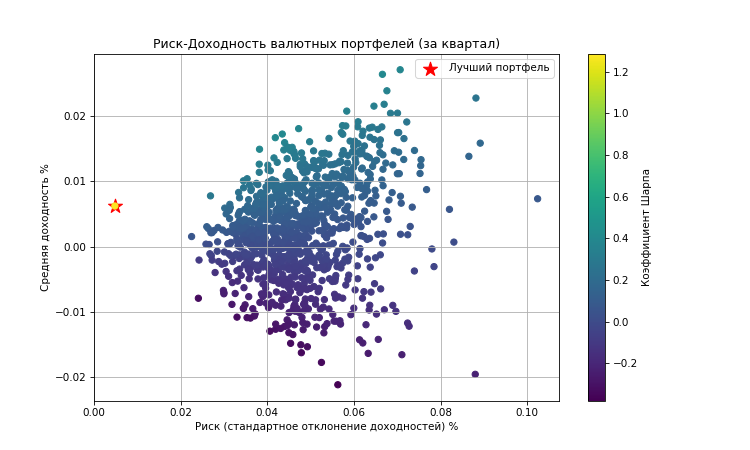 Риск-Доходность валютных портфелей (за квартал)
Лучший портфель
0.02
0.01
0.00
−0.01
−0.02
Средняя доходность %
0.00 0.02 0.04 0.06 0.08 0.10
Риск (стандартное отклонение доходностей) %
1.2
1.0
0.8
0.6
0.4
0.2
0.0
−0.2
Коэффициент Шарпа